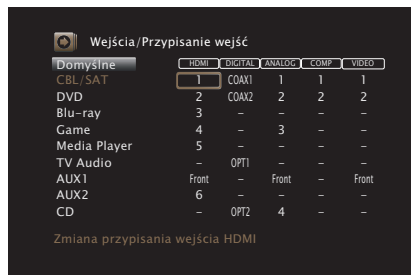 Wejścia/Przypisanie wejść
Domyślne HDMI DIGITAL ANALOG COMP VIDEO
CBL/SAT 1 COAX1 1 1 1
DVD 2 COAX2 2 2 2
Blu-ray 3 – – – –
Game 4 – 3 – –
Media Player 5 – – – –
TV Audio – OPT1 – – –
AUX1 Front – Front – Front
AUX2 6 – – – –
CD – OPT2 4 – –
Zmiana przypisania wejścia HDMI